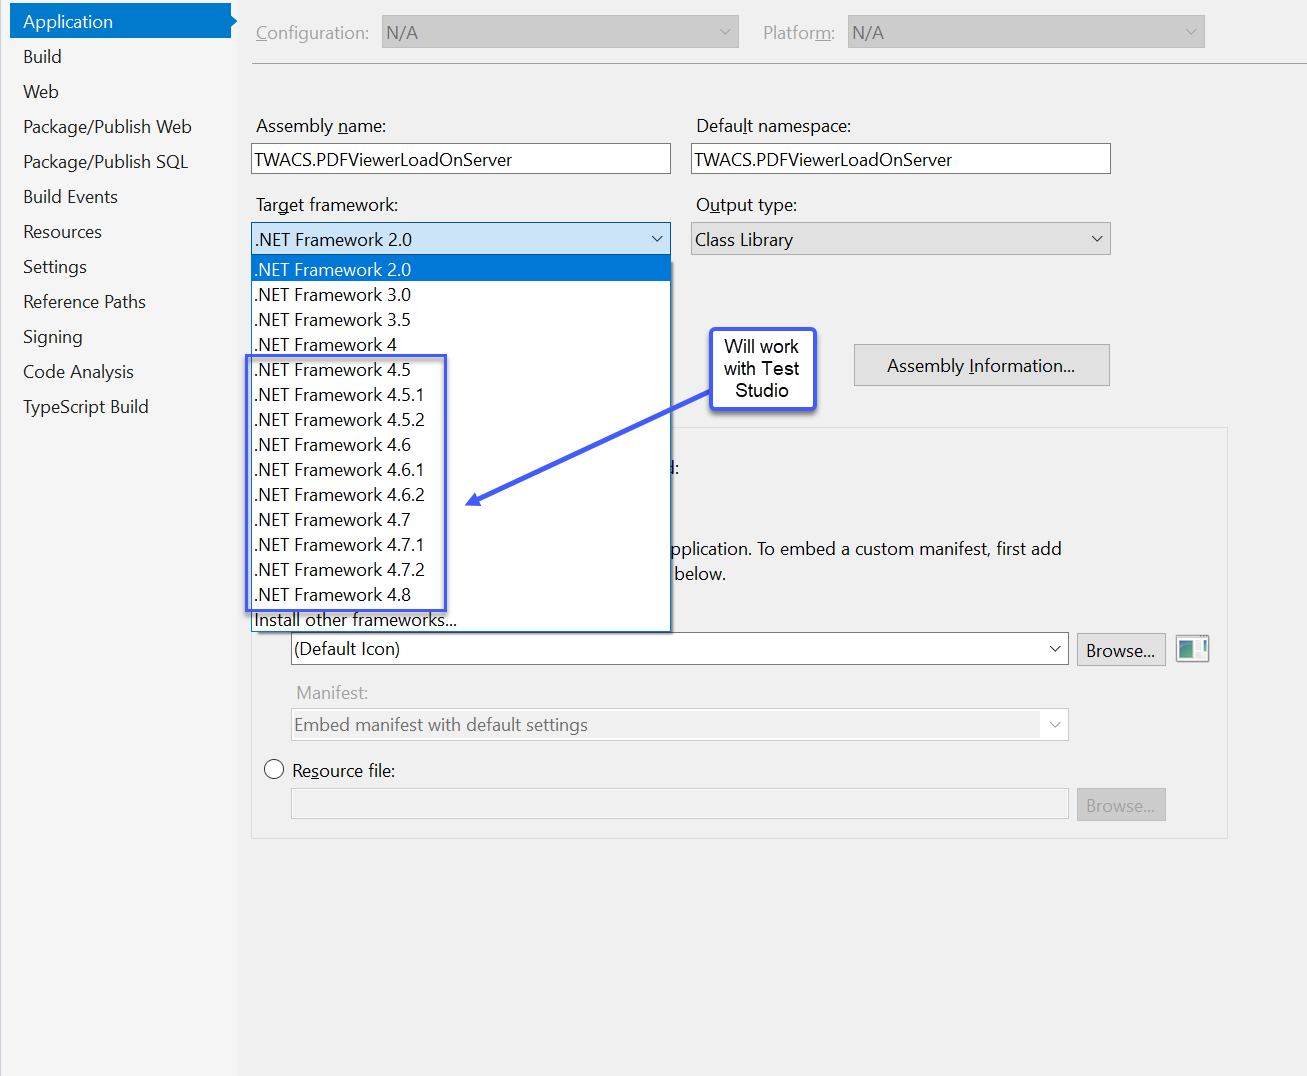 Application
Build
Web
Package/Publish Web
Package/Publish SQL
Build Events
Resources
Settings
Reference Paths
Signing
Code Analysis
TypeScript Build
Configuration: N/A Platform: N/A
Assembly name: Default namespace:
TWACS.PDFViewerLoadOnServer TWACS.PDFViewerLoadOnServer
Target framework: Output type:
.NET Framework 2.0 Class Library
.NET Framework 2.0
.NET Framework 3.0
.NET Framework 3.5
.NET Framework 4
.NET Framework 4.5
.NET Framework 4.5.1
.NET Framework 4.5.2
.NET Framework 4.6
.NET Framework 4.6.1
.NET Framework 4.6.2
.NET Framework 4.7
.NET Framework 4.7.1
.NET Framework 4.7.2
.NET Framework 4.8
Install other frameworks...
Will work
with Test
Studio
Assembly Information...
d:
pplication. To embed a custom manifest, first add
below.
(Default Icon) Browse...
Manifest:
Embed manifest with default settings
Resource file:
Browse...